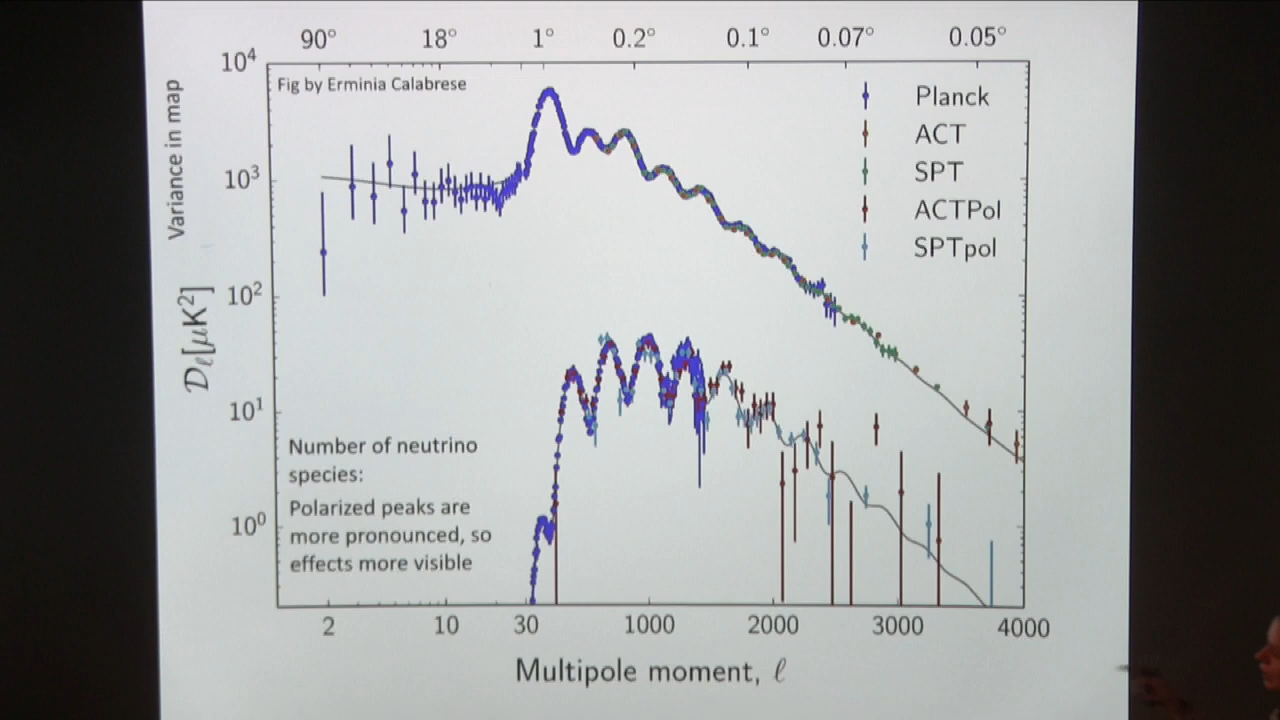 90° 18° 1° 0.2° 0.1° 0.07° 0.05°
10⁴
Fig by Erminia Calabrese
Variance in map
Planck
ACT
SPT
ACTPol
SPTpol
10³
10²
𝒟ℓ[μK²]
10¹
Number of neutrino
species:
Polarized peaks are
more pronounced, so
effects more visible
10⁰
2 10 30 1000 2000 3000 4000
Multipole moment, ℓ